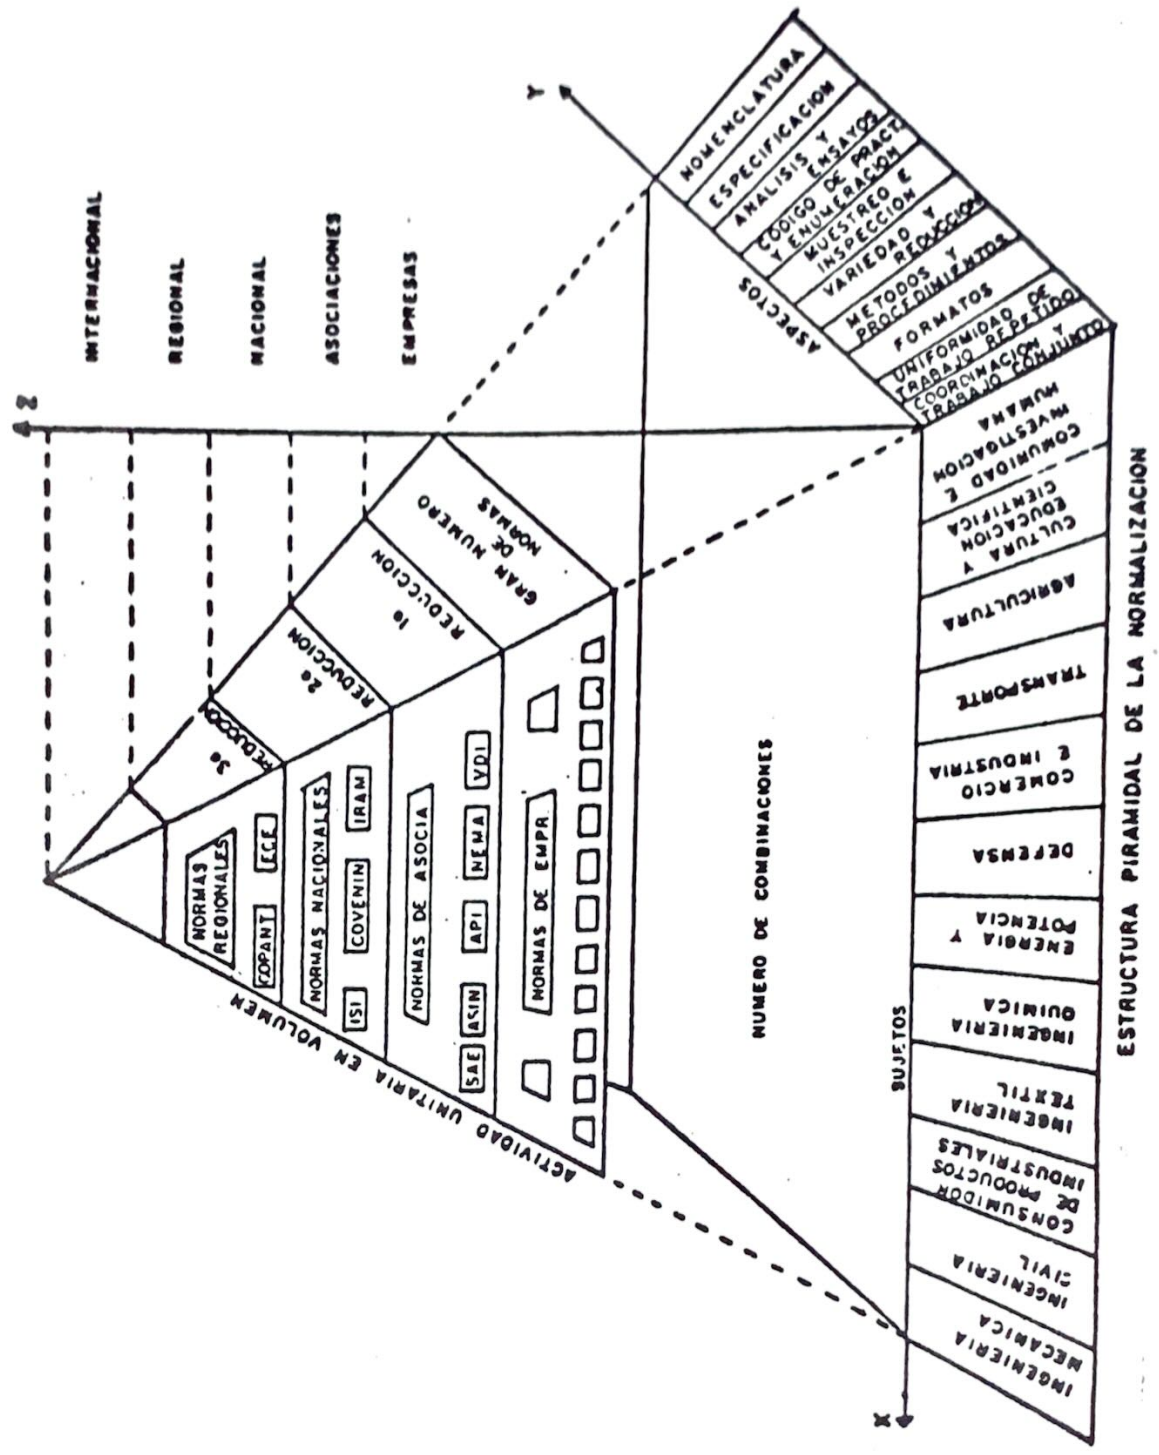 Z
INTERNACIONAL
REGIONAL
NACIONAL
ASOCIACIONES
EMPRESAS
3a
REDUCCION
2a
REDUCCION
1a
REDUCCION
GRAN NUMERO
DE
NORMAS
ACTIVIDAD UNITARIA EN VOLUMEN
NORMAS
REGIONALES
COPANT
ECE
NORMAS NACIONALES
ISI
COVENIN
IRAM
NORMAS DE ASOCIA
SAE
ASIN
API
NEMA
VDI
NORMAS DE EMPR.
NUMERO DE COMBINACIONES
Y
ASPECTOS
NOMENCLATURA
ESPECIFICACION
ANALISIS Y
ENSAYOS
CODIGO DE PRACT.
Y ENUMERACION
MUESTREO E
INSPECCION
VARIEDAD Y
REDUCCION
METODOS Y
PROCEDIMIENTOS
FORMATOS
UNIFORMIDAD DE
TRABAJO REPETIDO
COORDINACION Y
TRABAJO CONJUNTO
X
SUJETOS
INGENIERIA
MECANICA
INGENIERIA
CIVIL
CONSUMIDOR
DE PRODUCTOS
INDUSTRIALES
INGENIERIA
TEXTIL
INGENIERIA
QUIMICA
ENERGIA Y
POTENCIA
DEFENSA
COMERCIO
E INDUSTRIA
TRANSPORTE
AGRICULTURA
CULTURA Y
EDUCACION
CIENTIFICA
COMUNIDAD E
INVESTIGACION
HUMANA
ESTRUCTURA PIRAMIDAL DE LA NORMALIZACION